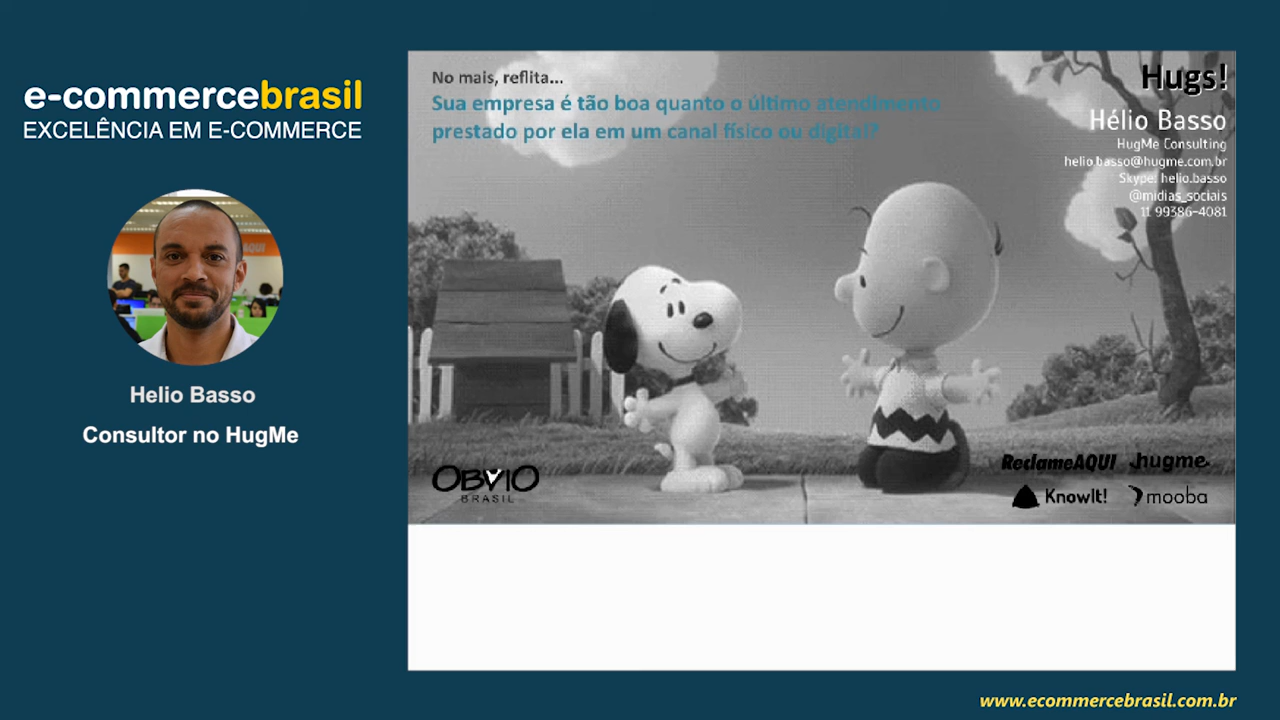 e-commercebrasil
EXCELÊNCIA EM E-COMMERCE
Helio Basso
Consultor no HugMe
No mais, reflita...
Sua empresa é tão boa quanto o último atendimento
prestado por ela em um canal físico ou digital?
Hugs!
Hélio Basso
HugMe Consulting
helio.basso@hugme.com.br
Skype: helio.basso
@midias_sociais
11 99386-4081
OBVIO
BRASIL
ReclameAQUI hugme
KnowIt! mooba
www.ecommercebrasil.com.br